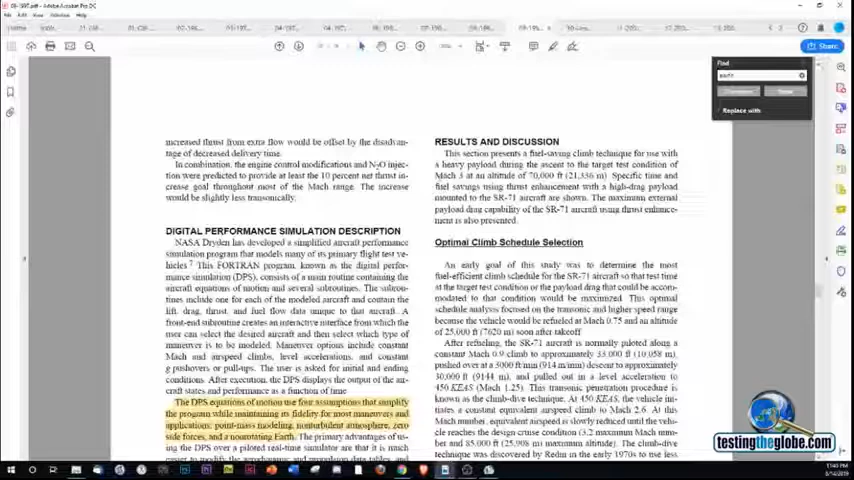 09-1997.pdf - Adobe Acrobat Pro DC
Share
Find
Replace with
increased thrust from extra flow would be offset by the disadvan-
tage of decreased delivery time.
In combination, the engine control modifications and N2O injec-
tion were predicted to provide at least the 10 percent net thrust in-
crease goal throughout most of the Mach range. The increase
would be slightly less transonically.
DIGITAL PERFORMANCE SIMULATION DESCRIPTION
NASA Dryden has developed a simplified aircraft performance
simulation program that models many of its primary flight test ve-
hicles.7 This FORTRAN program, known as the digital perfor-
mance simulation (DPS), consists of a main routine containing the
aircraft equations of motion and several subroutines. The subrou-
tines include one for each of the modeled aircraft and contain the
lift, drag, thrust, and fuel flow data unique to that aircraft. A
front-end subroutine creates an interactive interface from which the
user can select the desired aircraft and then select which type of
maneuver is to be modeled. Maneuver options include constant
Mach and airspeed climbs, level accelerations, and constant
g pushovers or pull-ups. The user is asked for initial and ending
conditions. After execution, the DPS displays the output of the air-
craft states and performance as a function of time.
The DPS equations of motion use four assumptions that simplify
the program while maintaining its fidelity for most maneuvers and
applications: point-mass modeling, nonturbulent atmosphere, zero
side forces, and a nonrotating Earth. The primary advantages of us-
ing the DPS over a piloted real-time simulator are that it is much
easier to modify the aerodynamic and propulsion data tables, and
RESULTS AND DISCUSSION
This section presents a fuel-saving climb technique for use with
a heavy payload during the ascent to the target test condition of
Mach 3 at an altitude of 70,000 ft (21,336 m). Specific time and
fuel savings using thrust enhancement with a high-drag payload
mounted to the SR-71 aircraft are shown. The maximum external
payload drag capability of the SR-71 aircraft using thrust enhance-
ment is also presented.
Optimal Climb Schedule Selection
An early goal of this study was to determine the most
fuel-efficient climb schedule for the SR-71 aircraft so that test time
at the target test condition or the payload drag that could be accom-
modated to that condition would be maximized. This optimal
schedule analysis focused on the transonic and higher speed range
because the vehicle would be refueled at Mach 0.75 and an altitude
of 25,000 ft (7620 m) soon after takeoff.
After refueling, the SR-71 aircraft is normally piloted along a
constant Mach 0.9 climb to approximately 33,000 ft (10,058 m),
pushed over at a 3000 ft/min (914 m/min) descent to approximately
30,000 ft (9144 m), and pulled out in a level acceleration to
450 KEAS (Mach 1.25). This transonic penetration procedure is
known as the climb-dive technique. At 450 KEAS, the vehicle ini-
tiates a constant equivalent airspeed climb to Mach 2.6. At this
Mach number, equivalent airspeed is slowly reduced until the vehi-
cle reaches the design cruise condition (3.2 maximum Mach num-
ber and 85,000 ft (25,908 m) maximum altitude). The climb-dive
technique was discovered by Redin in the early 1970s to use less
testingtheglobe.com